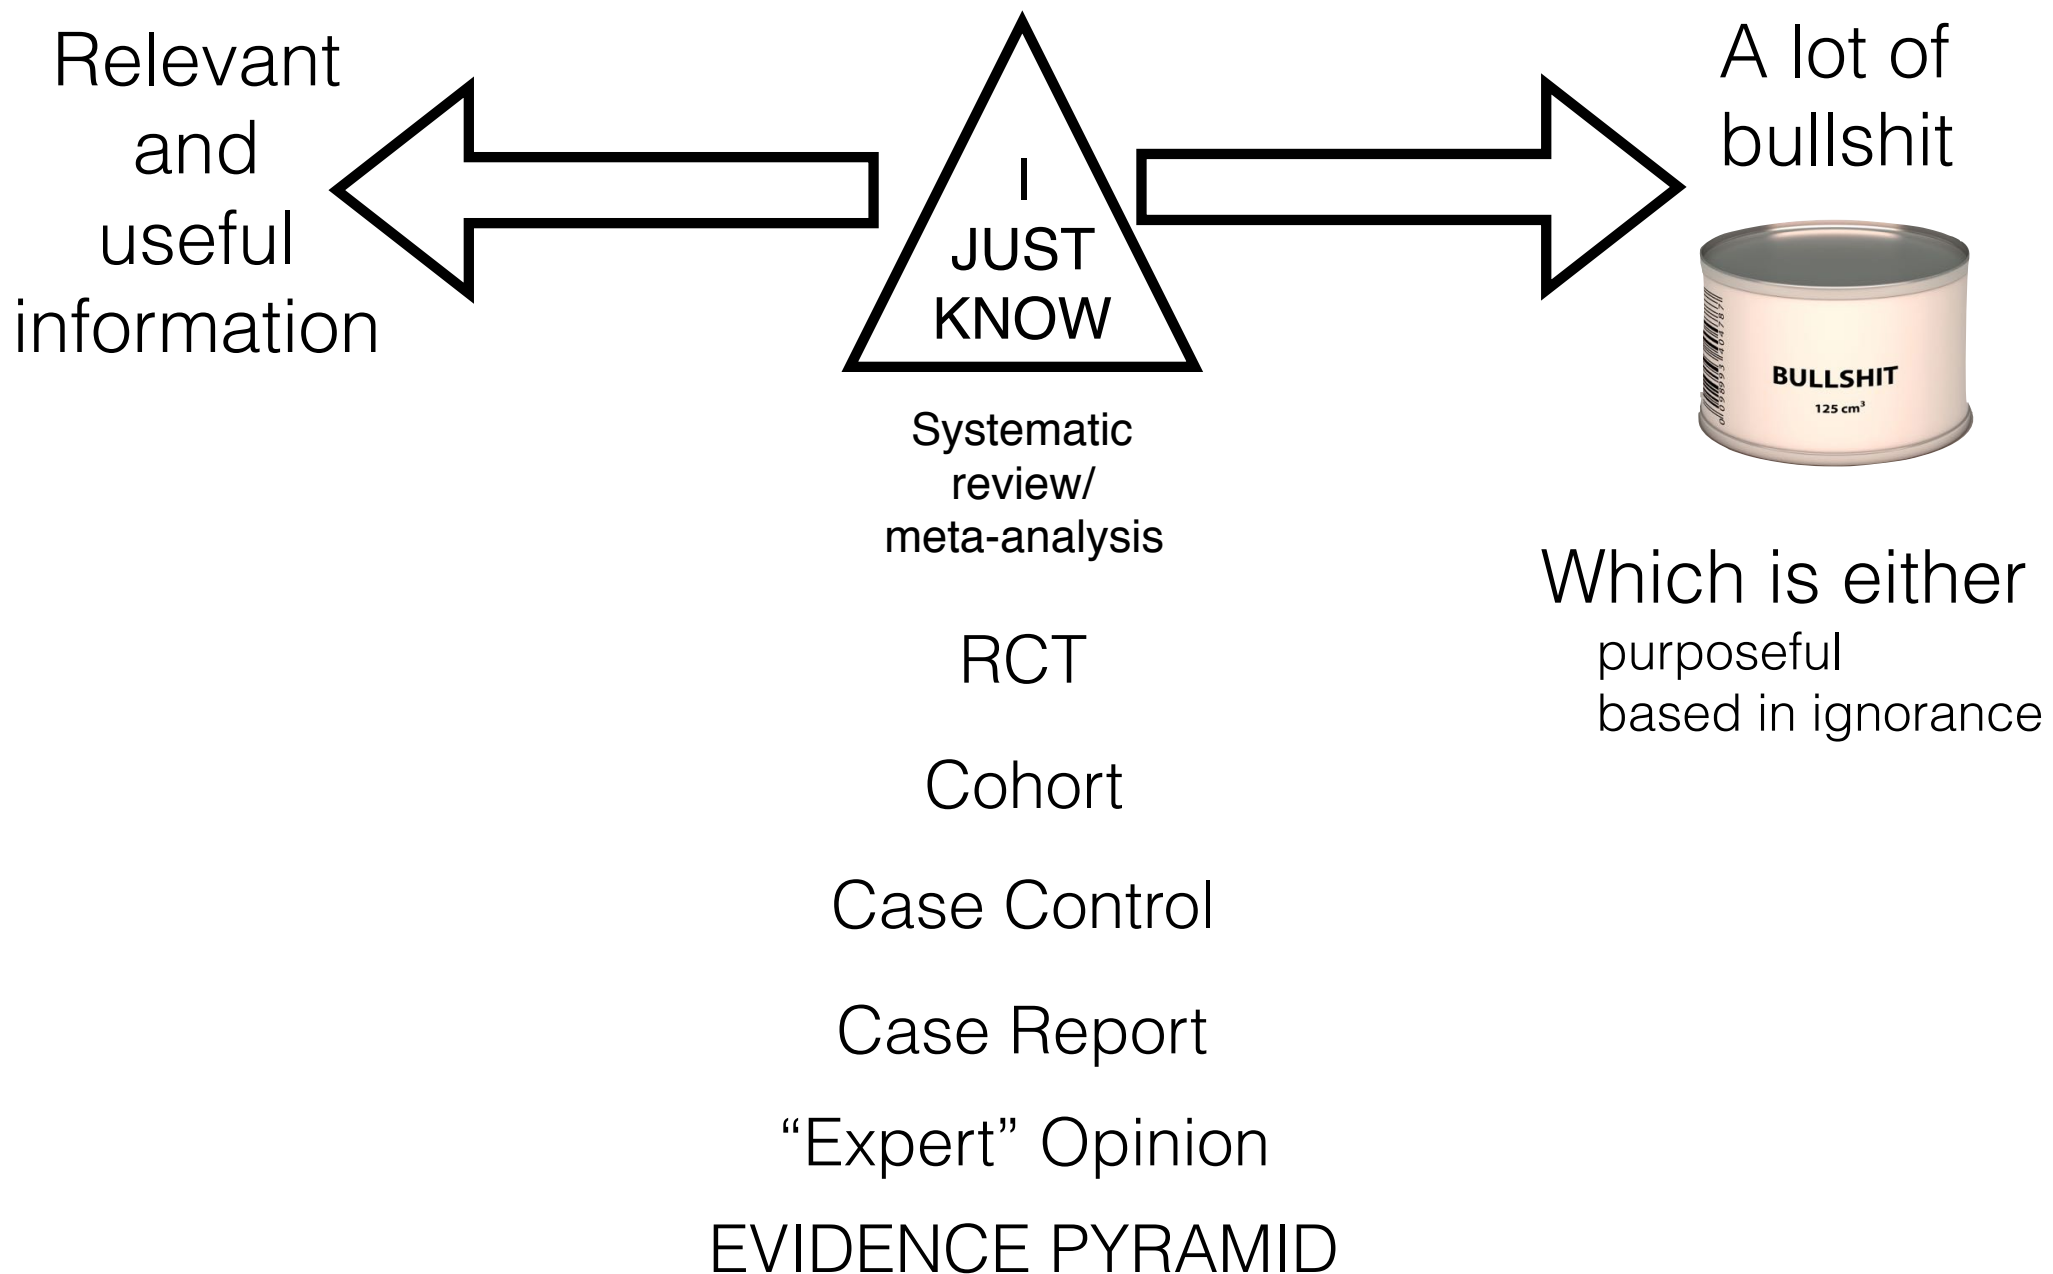 Relevant
and
useful
information
I
JUST
KNOW
A lot of
bullshit
BULLSHIT
125 cm³
Which is either
purposeful
based in ignorance
Systematic
review/
meta-analysis
RCT
Cohort
Case Control
Case Report
“Expert” Opinion
EVIDENCE PYRAMID